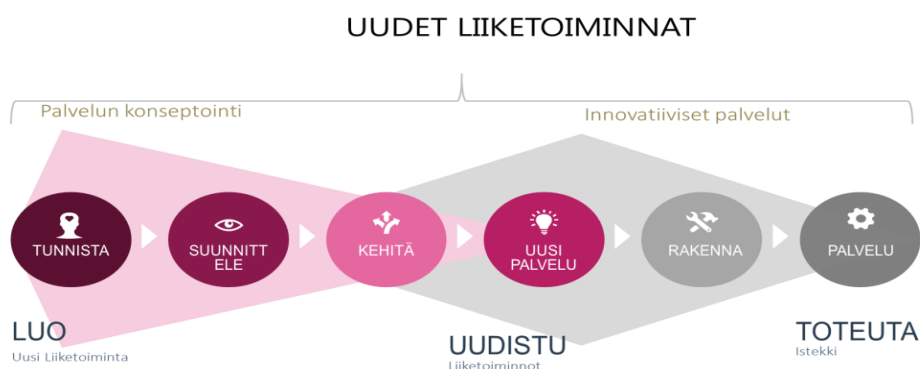 UUDET LIIKETOIMINNAT
Palvelun konseptointi
Innovatiiviset palvelut
TUNNISTA
SUUNNITT
ELE
KEHITÄ
UUSI
PALVELU
RAKENNA
PALVELU
LUO
Uusi Liiketoiminta
UUDISTU
Liiketoiminnot
TOTEUTA
Istekki